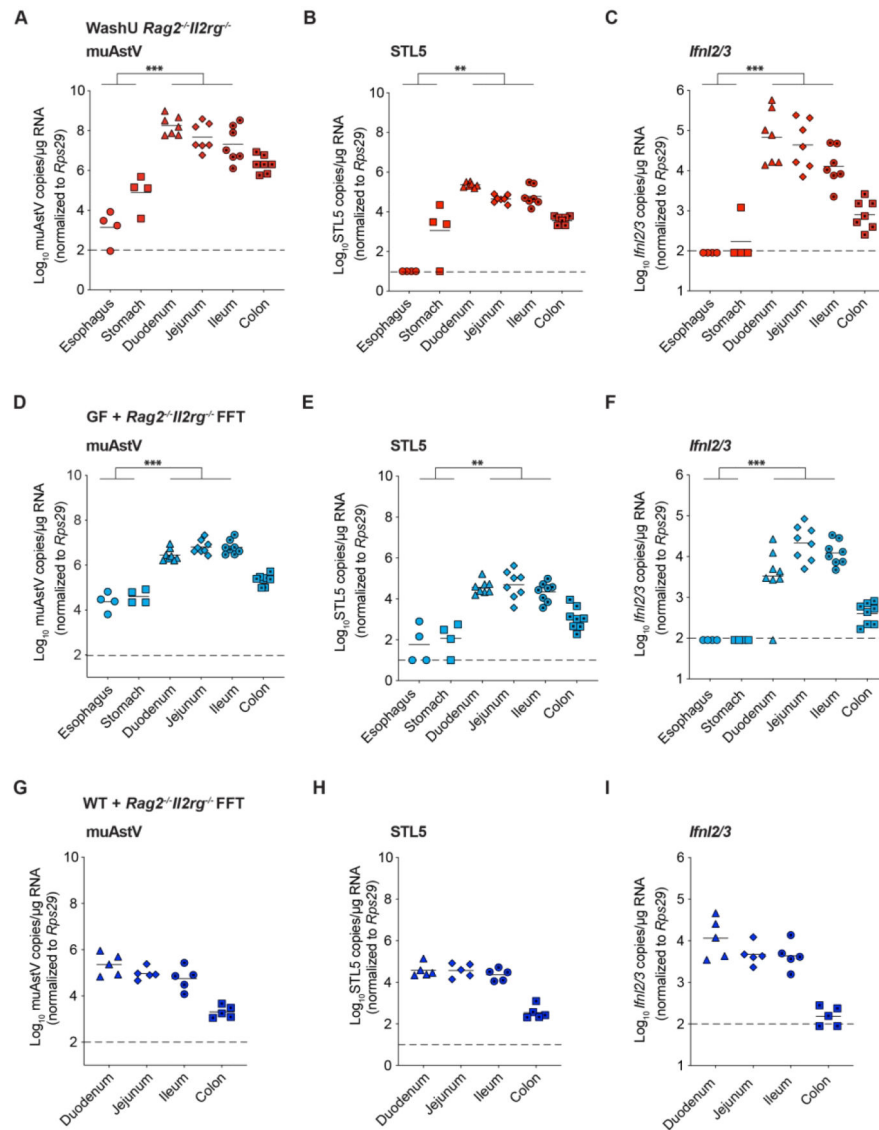 A
WashU Rag2-/-Il2rg-/-
muAstV
***
Log10 muAstV copies/µg RNA
(normalized to Rps29)
10
8
6
4
2
0
Esophagus
Stomach
Duodenum
Jejunum
Ileum
Colon
B
STL5
**
Log10STL5 copies/µg RNA
(normalized to Rps29)
10
8
6
4
2
0
Esophagus
Stomach
Duodenum
Jejunum
Ileum
Colon
C
Ifnl2/3
***
Log10 Ifnl2/3 copies/µg RNA
(normalized to Rps29)
6
5
4
3
2
1
Esophagus
Stomach
Duodenum
Jejunum
Ileum
Colon
D
GF + Rag2-/-Il2rg-/- FFT
muAstV
***
Log10 muAstV copies/µg RNA
(normalized to Rps29)
10
8
6
4
2
Esophagus
Stomach
Duodenum
Jejunum
Ileum
Colon
E
STL5
**
Log10STL5 copies/µg RNA
(normalized to Rps29)
10
8
6
4
2
0
Esophagus
Stomach
Duodenum
Jejunum
Ileum
Colon
F
Ifnl2/3
***
Log10 Ifnl2/3 copies/µg RNA
(normalized to Rps29)
6
5
4
3
2
1
Esophagus
Stomach
Duodenum
Jejunum
Ileum
Colon
G
WT + Rag2-/-Il2rg-/- FFT
muAstV
Log10 muAstV copies/µg RNA
(normalized to Rps29)
10
8
6
4
2
Duodenum
Jejunum
Ileum
Colon
H
STL5
Log10STL5 copies/µg RNA
(normalized to Rps29)
10
8
6
4
2
0
Duodenum
Jejunum
Ileum
Colon
I
Ifnl2/3
Log10 Ifnl2/3 copies/µg RNA
(normalized to Rps29)
6
5
4
3
2
1
Duodenum
Jejunum
Ileum
Colon